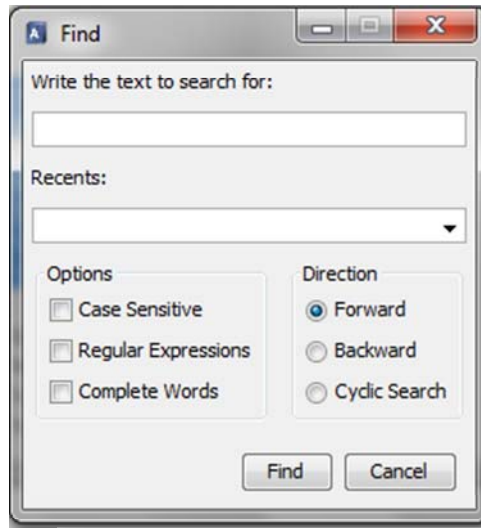 Find
Write the text to search for:
Recents:
Options
Case Sensitive
Regular Expressions
Complete Words
Direction
Forward
Backward
Cyclic Search
Find
Cancel